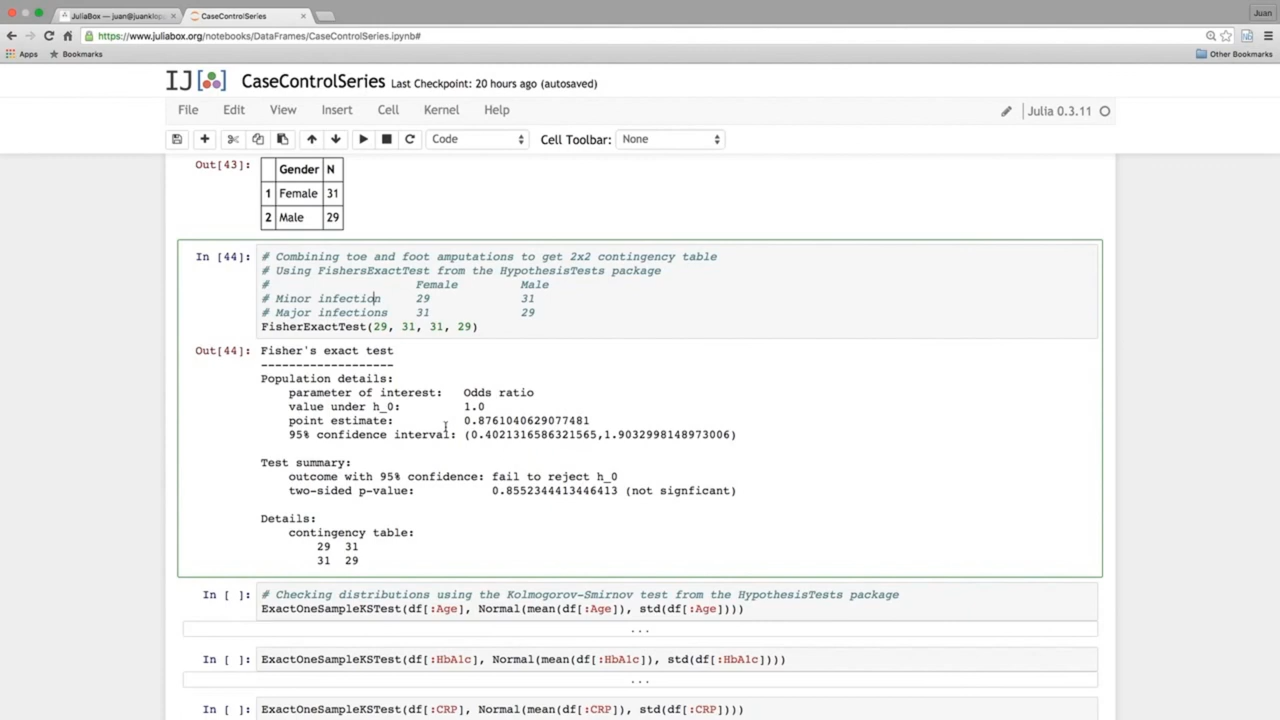 JuliaBox — juan@juanklop
CaseControlSeries
Juan
https://www.juliabox.org/notebooks/DataFrames/CaseControlSeries.ipynb#
Apps Bookmarks Other Bookmarks
IJ CaseControlSeries Last Checkpoint: 20 hours ago (autosaved)
File Edit View Insert Cell Kernel Help Julia 0.3.11
Code Cell Toolbar: None
Out[43]:
Gender N
1 Female 31
2 Male 29
In [44]: # Combining toe and foot amputations to get 2x2 contingency table
# Using FishersExactTest from the HypothesisTests package
# Female Male
# Minor infection 29 31
# Major infections 31 29
FisherExactTest(29, 31, 31, 29)
Out[44]: Fisher's exact test
-------------------
Population details:
parameter of interest: Odds ratio
value under h_0: 1.0
point estimate: 0.8761040629077481
95% confidence interval: (0.4021316586321565,1.9032998148973006)
Test summary:
outcome with 95% confidence: fail to reject h_0
two-sided p-value: 0.8552344413446413 (not signficant)
Details:
contingency table:
29 31
31 29
In [ ]: # Checking distributions using the Kolmogorov-Smirnov test from the HypothesisTests package
ExactOneSampleKSTest(df[:Age], Normal(mean(df[:Age]), std(df[:Age])))
...
In [ ]: ExactOneSampleKSTest(df[:HbA1c], Normal(mean(df[:HbA1c]), std(df[:HbA1c])))
...
In [ ]: ExactOneSampleKSTest(df[:CRP], Normal(mean(df[:CRP]), std(df[:CRP])))